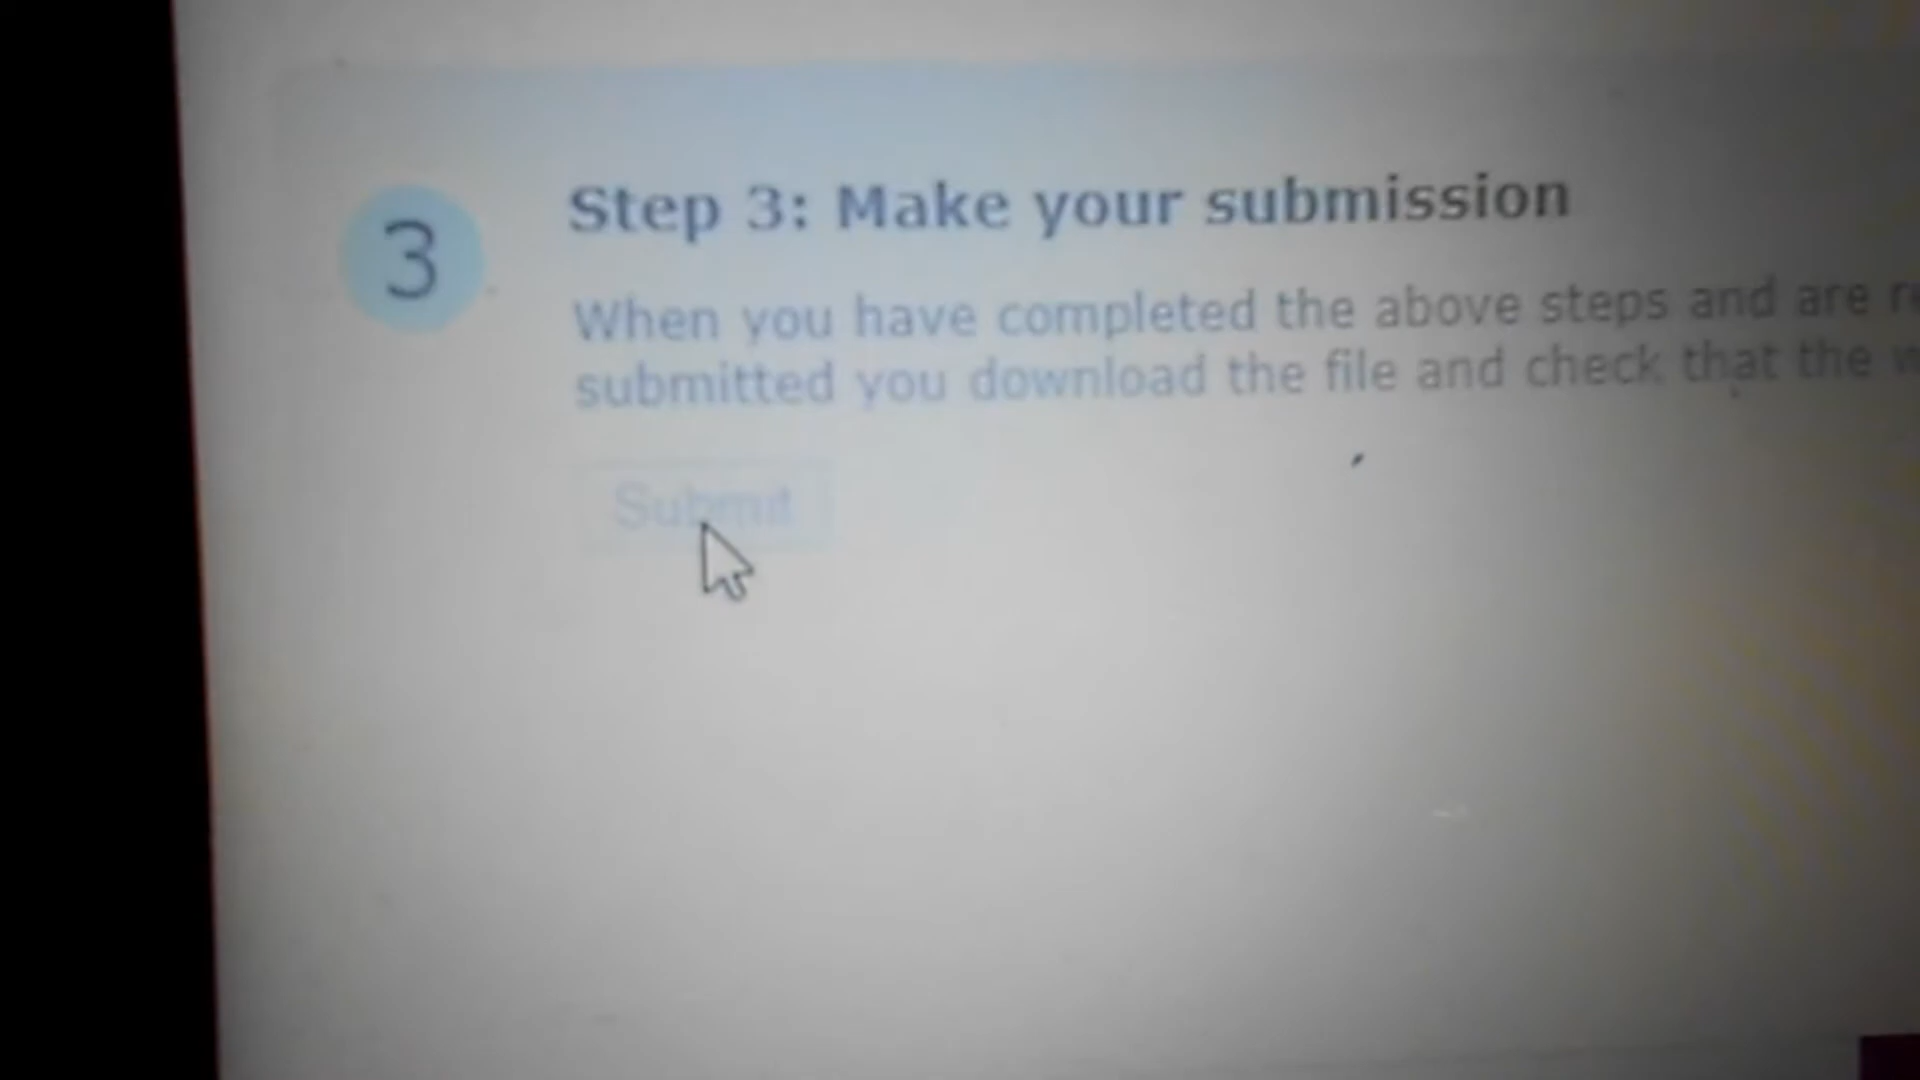 3
Step 3: Make your submission
When you have completed the above steps and are
submitted you download the file and check that the
Submit